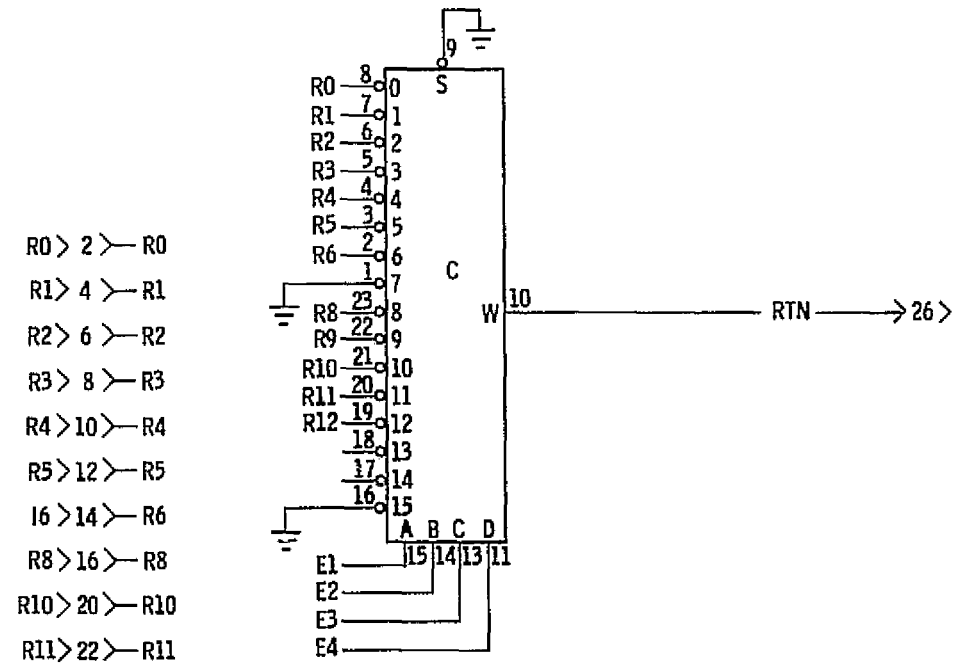 9
S
R0 8 0
R1 7 1
R2 6 2
R3 5 3
R4 4 4
R5 3 5
R6 2 6
1 7
C
R8 23 8
W 10 RTN 26
R9 22 9
R10 21 10
R11 20 11
R12 19 12
18 13
17 14
16 15
A B C D
15 14 13 11
E1
E2
E3
E4
R0 > 2 > R0
R1 > 4 > R1
R2 > 6 > R2
R3 > 8 > R3
R4 > 10 > R4
R5 > 12 > R5
I6 > 14 > R6
R8 > 16 > R8
R10 > 20 > R10
R11 > 22 > R11